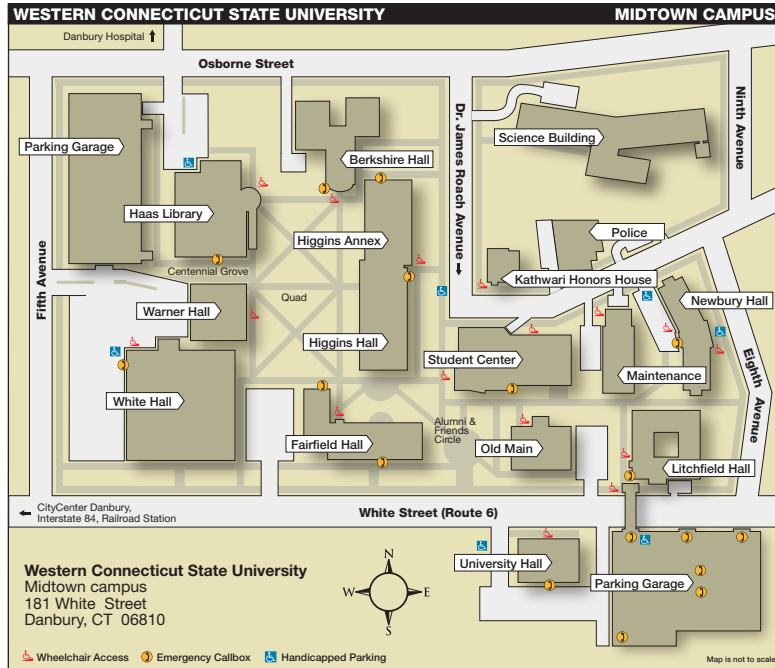 WESTERN CONNECTICUT STATE UNIVERSITY
MIDTOWN CAMPUS
Danbury Hospital
Osborne Street
Ninth Avenue
Dr. James Roach Avenue
Science Building
Parking Garage
Berkshire Hall
Haas Library
Police
Higgins Annex
Centennial Grove
Kathwari Honors House
Fifth Avenue
Quad
Newbury Hall
Warner Hall
Higgins Hall
Student Center
Eighth Avenue
Maintenance
White Hall
Alumni &
Friends
Circle
Fairfield Hall
Old Main
Litchfield Hall
CityCenter Danbury,
Interstate 84, Railroad Station
White Street (Route 6)
University Hall
Parking Garage
Western Connecticut State University
Midtown campus
181 White Street
Danbury, CT 06810
N
W
E
S
Wheelchair Access
Emergency Callbox
Handicapped Parking
Map is not to scale